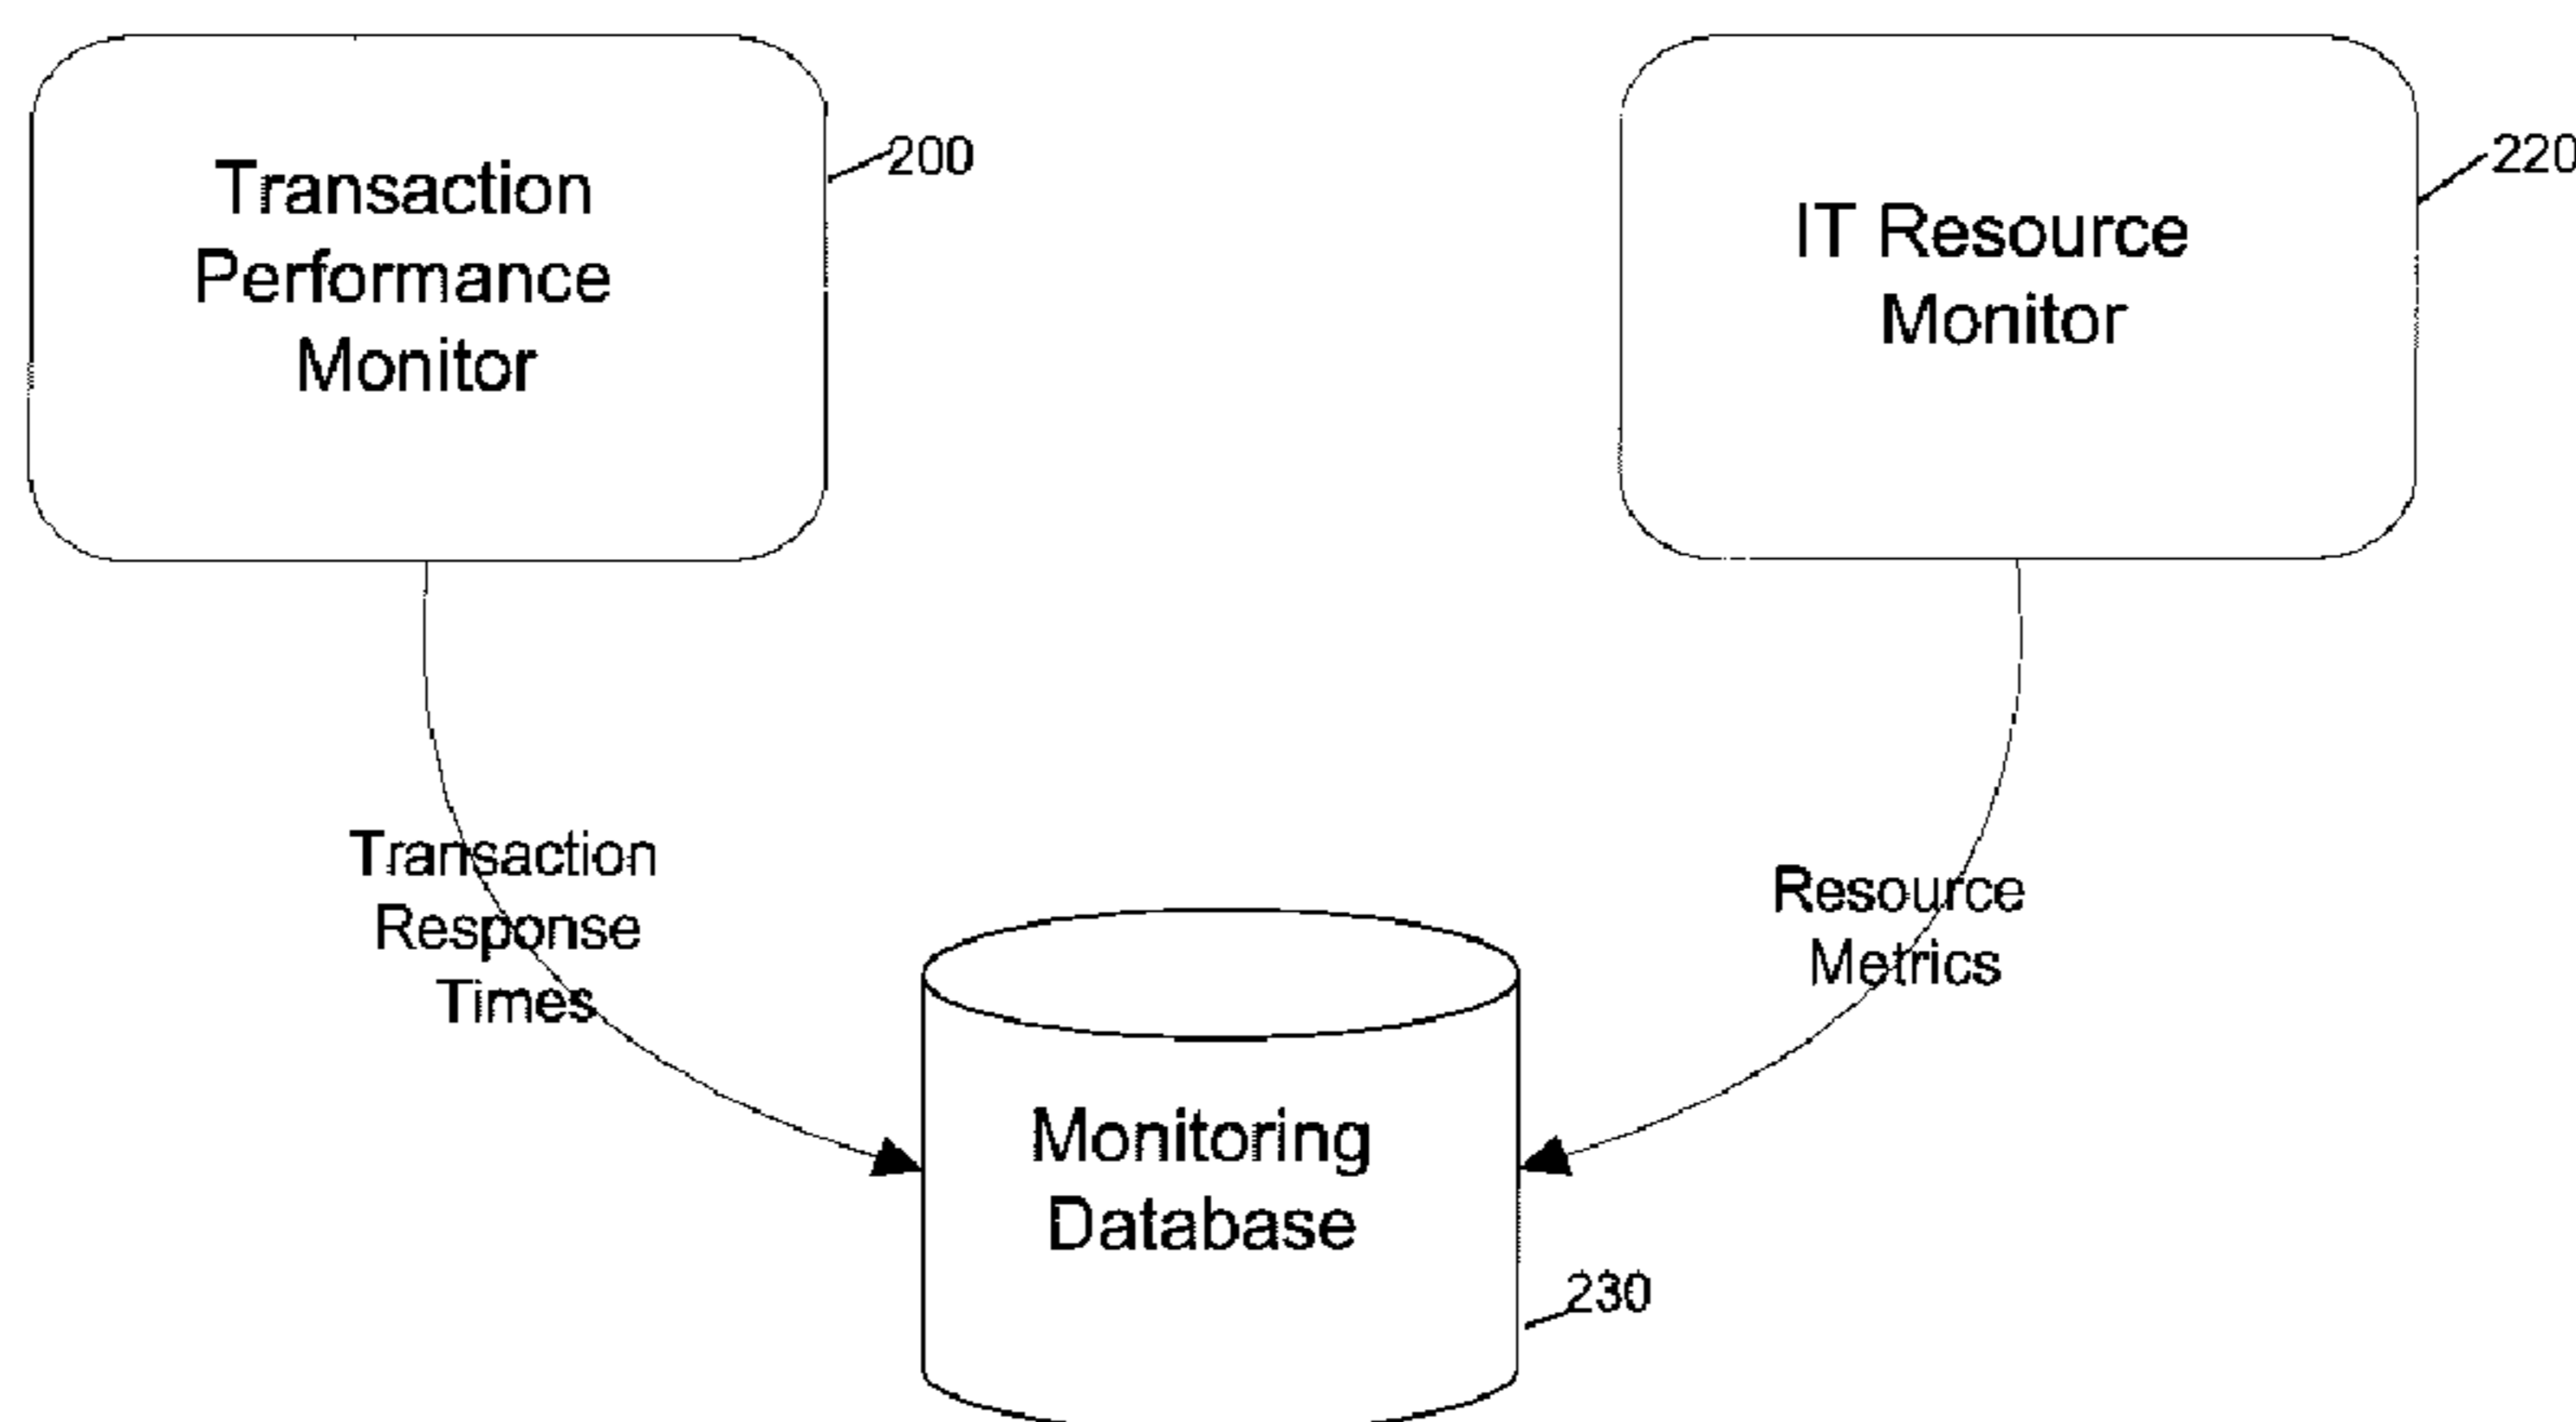 Transaction
Performance
Monitor
200
IT Resource
Monitor
220
Transaction
Response
Times
Resource
Metrics
Monitoring
Database
230